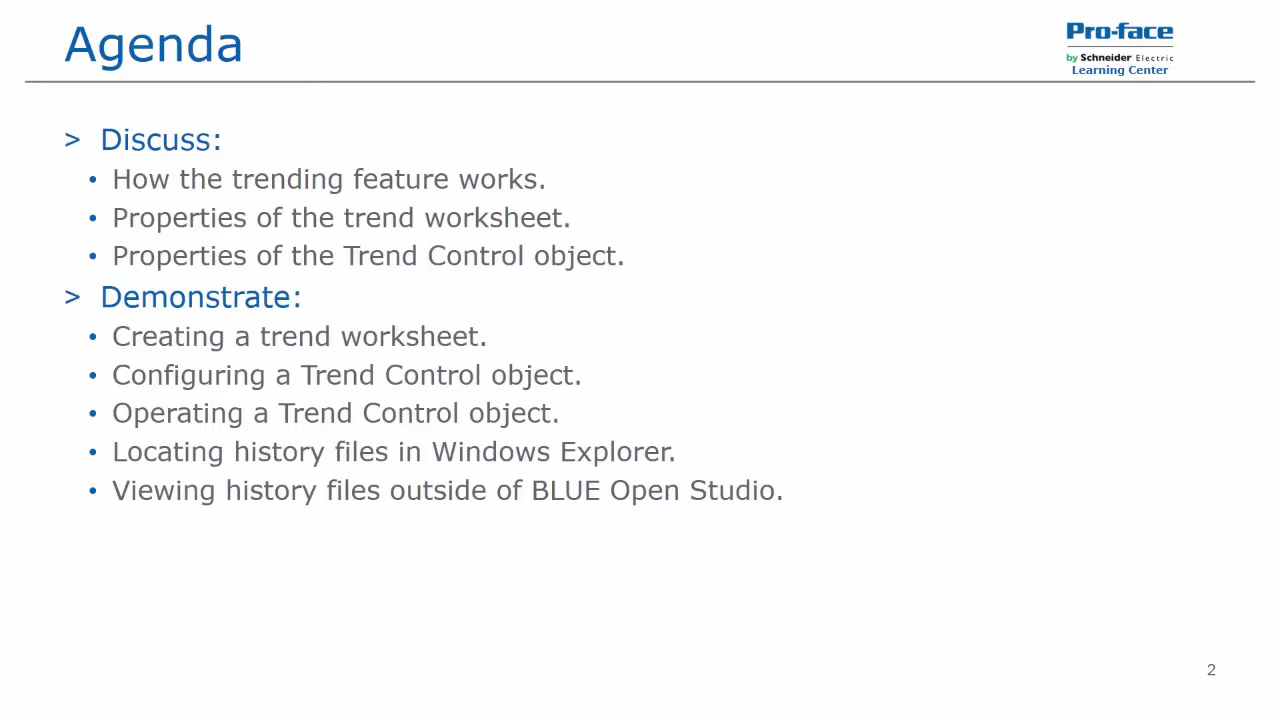 Agenda
Pro-face
by Schneider Electric
Learning Center
> Discuss:
• How the trending feature works.
• Properties of the trend worksheet.
• Properties of the Trend Control object.
> Demonstrate:
• Creating a trend worksheet.
• Configuring a Trend Control object.
• Operating a Trend Control object.
• Locating history files in Windows Explorer.
• Viewing history files outside of BLUE Open Studio.
2